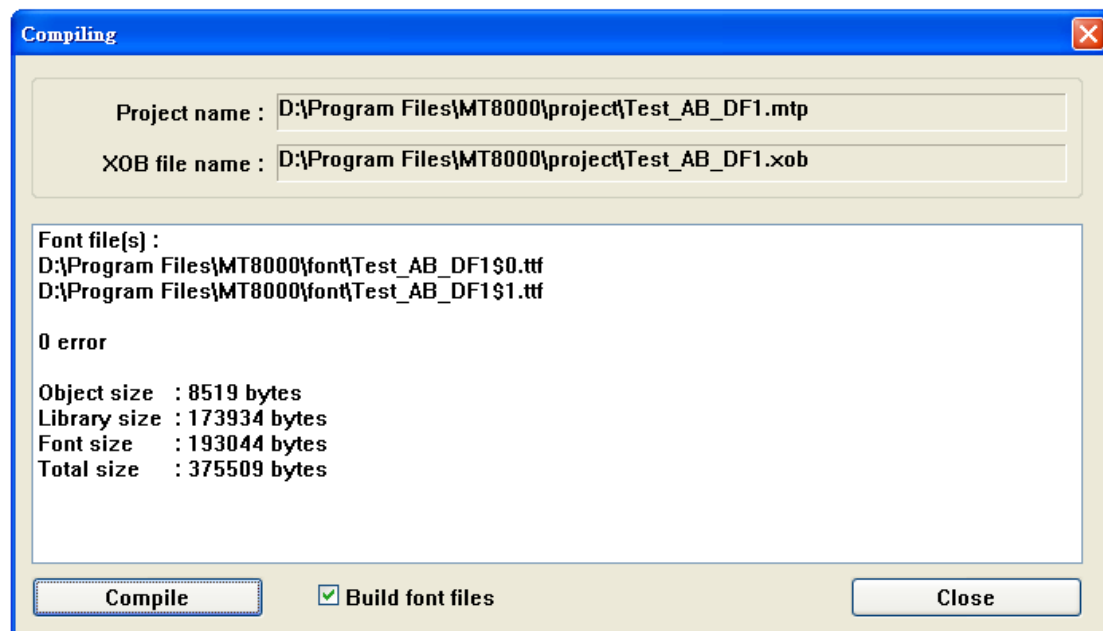 Compiling
Project name : D:\Program Files\MT8000\project\Test_AB_DF1.mtp
XOB file name : D:\Program Files\MT8000\project\Test_AB_DF1.xob
Font file(s) :
D:\Program Files\MT8000\font\Test_AB_DF1$0.ttf
D:\Program Files\MT8000\font\Test_AB_DF1$1.ttf
0 error
Object size : 8519 bytes
Library size : 173934 bytes
Font size : 193044 bytes
Total size : 375509 bytes
Compile Build font files Close